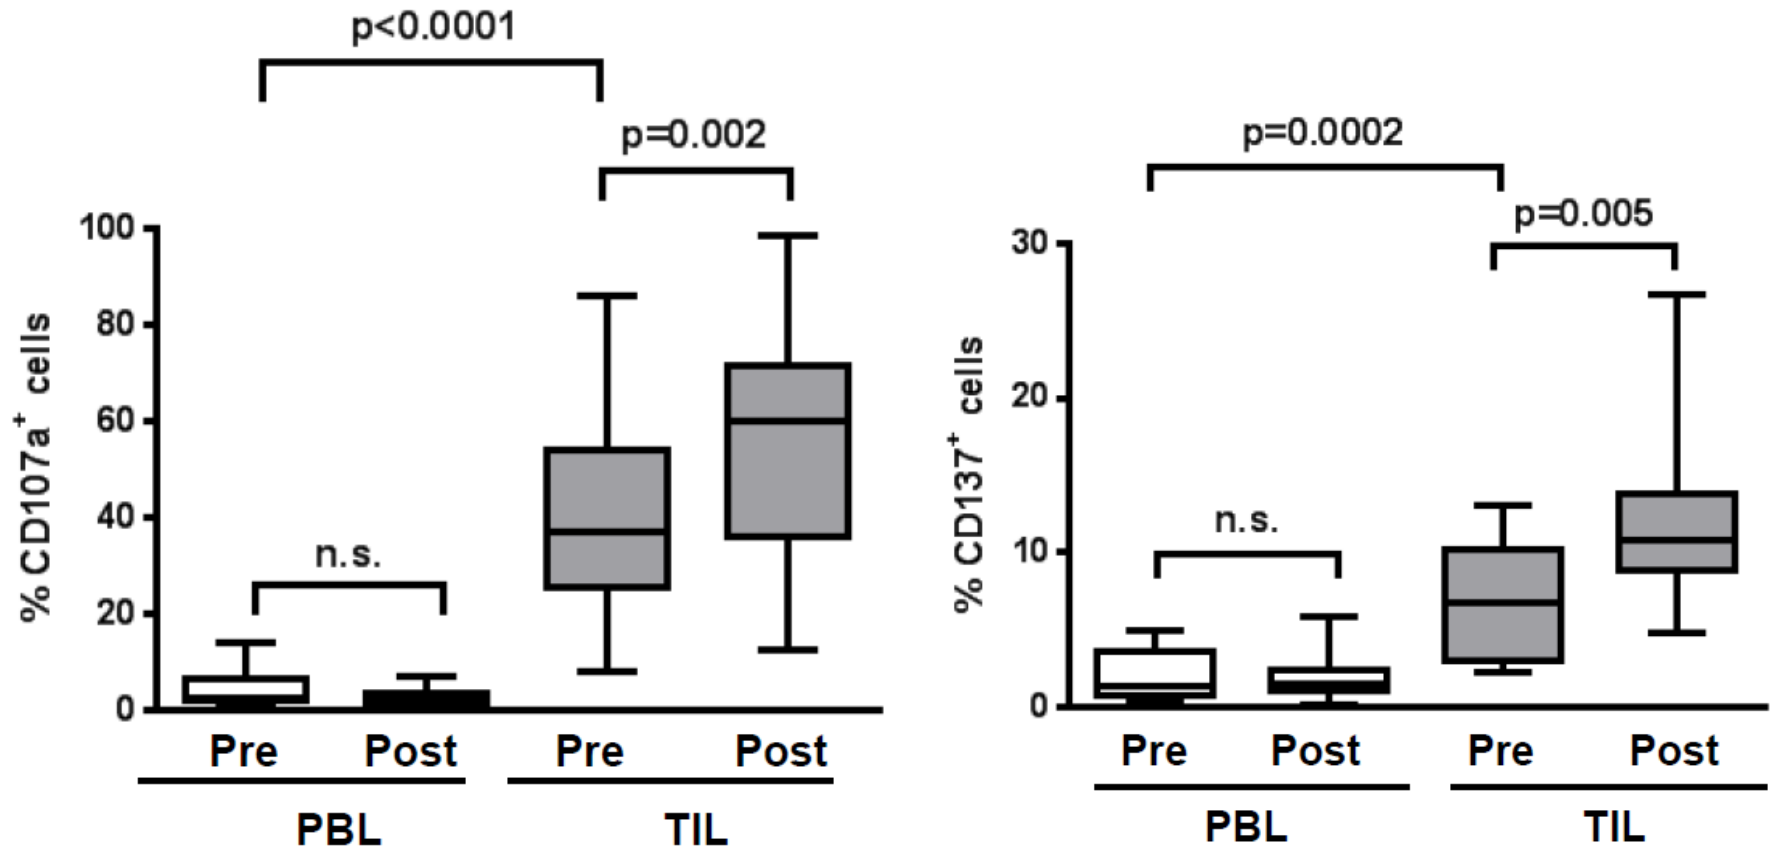 p<0.0001
p=0.002
100
80
60
40
20
0
% CD107a+ cells
n.s.
Pre Post Pre Post
PBL TIL
p=0.0002
p=0.005
30
20
10
0
% CD137+ cells
n.s.
Pre Post Pre Post
PBL TIL